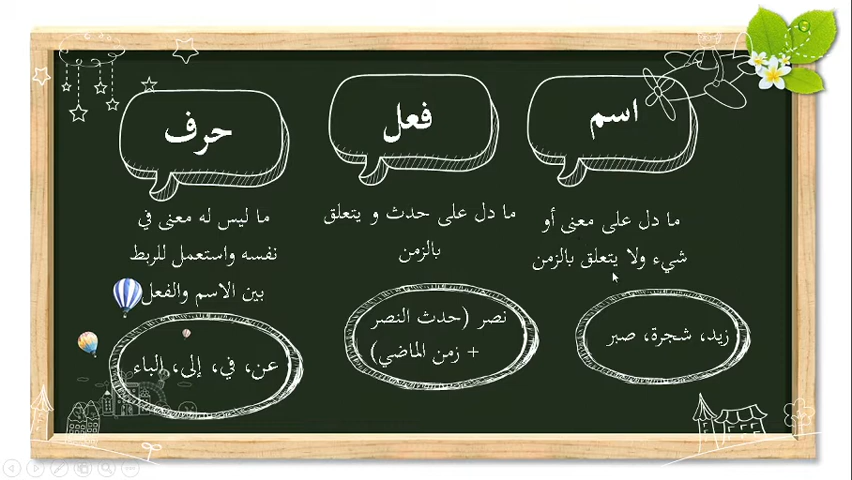 اسم
ما دل على معنى أو
شيء ولا يتعلق بالزمن
زيد، شجرة، صبر
فعل
ما دل على حدث و يتعلق
بالزمن
نصر (حدث النصر
+ زمن الماضي)
حرف
ما ليس له معنى في
نفسه واستعمل للربط
بين الاسم والفعل
عن، في، إلى، الباء